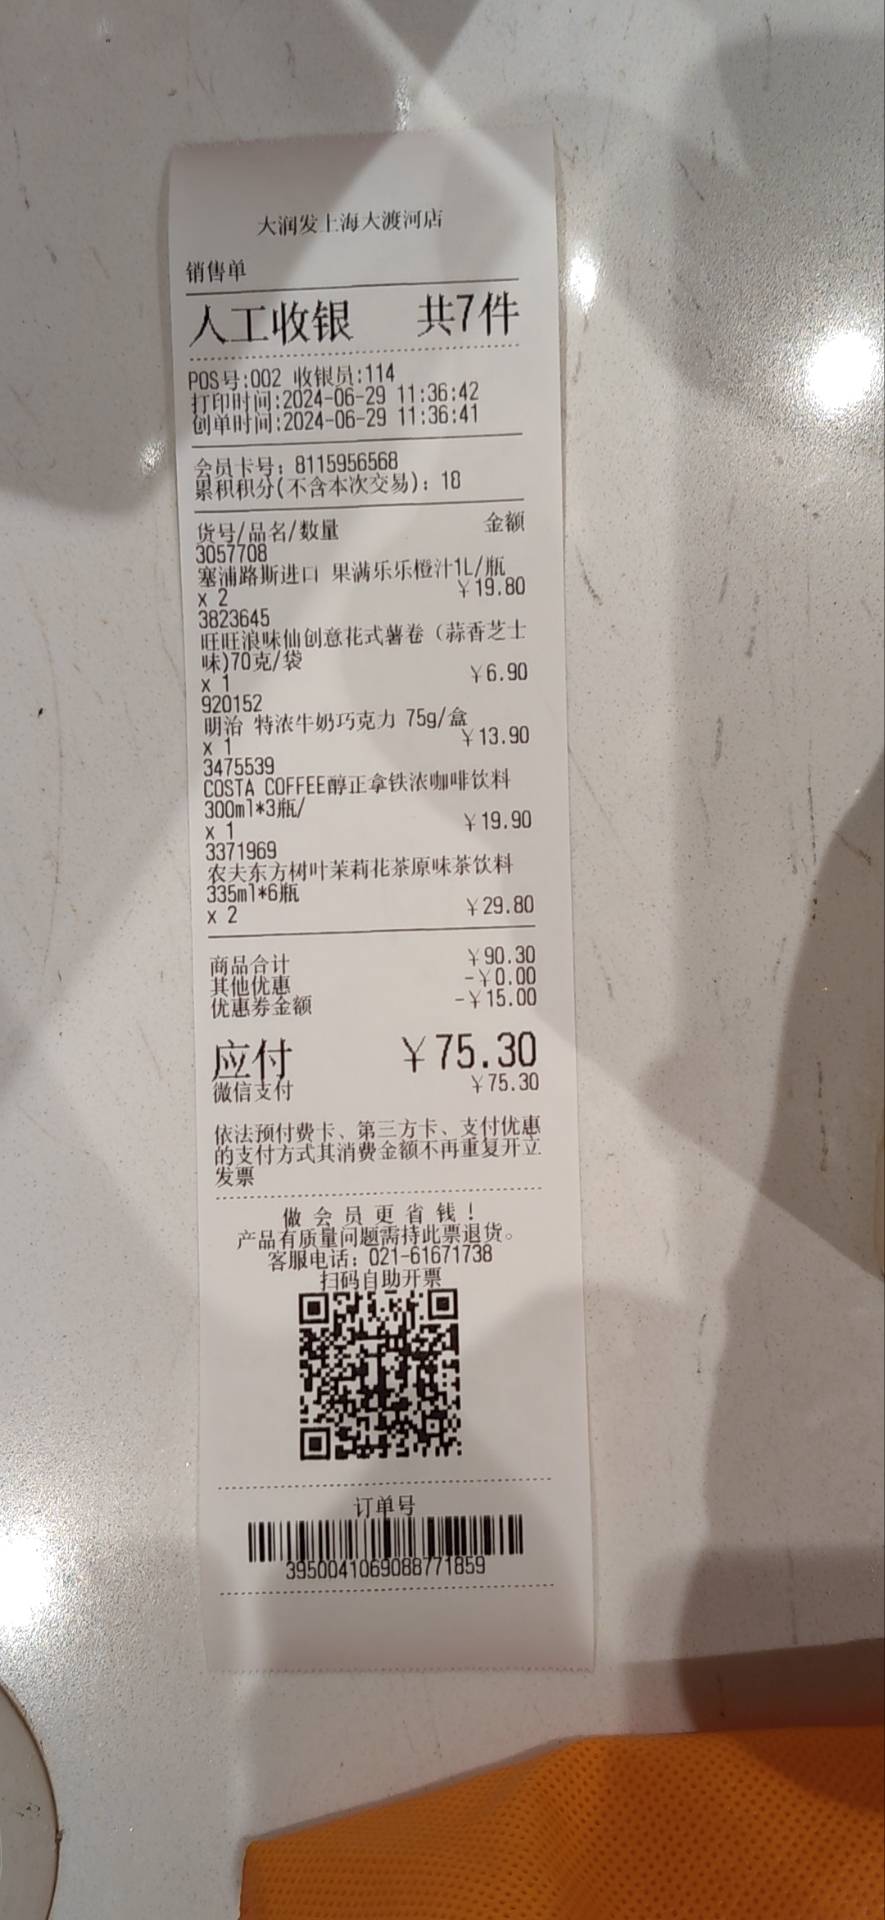 大润发上海大渡河店
销售单
人工收银 共7件
POS号:002 收银员:114
打印时间:2024-06-29 11:36:42
创单时间:2024-06-29 11:36:41
会员卡号：8115956568
累积积分(不含本次交易)：18
货号/品名/数量 金额
3057708
塞浦路斯进口 果满乐乐橙汁1L/瓶
x 2 ￥19.80
3823645
旺旺浪味仙创意花式薯卷（蒜香芝士
味)70克/袋
x 1 ￥6.90
920152
明治 特浓牛奶巧克力 75g/盒
x 1 ￥13.90
3475539
COSTA COFFEE醇正拿铁浓咖啡饮料
300ml*3瓶/
x 1 ￥19.90
3371969
农夫东方树叶茉莉花茶原味茶饮料
335ml*6瓶
x 2 ￥29.80
商品合计 ￥90.30
其他优惠 -￥0.00
优惠券金额 -￥15.00
应付 ￥75.30
微信支付 ￥75.30
依法预付费卡、第三方卡、支付优惠
的支付方式其消费金额不再重复开立
发票
做 会 员 更 省 钱！
产品有质量问题需持此票退货。
客服电话：021-61671738
扫码自助开票
订单号
3950041069088771859